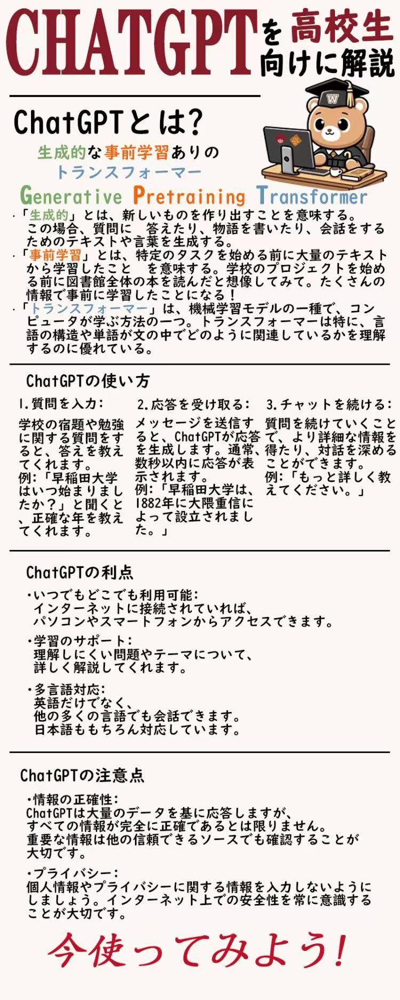 CHATGPTを高校生
向けに解説
W
ChatGPTとは?
生成的な事前学習ありの
トランスフォーマー
Generative Pretraining Transformer
・「生成的」とは、新しいものを作り出すことを意味する。
この場合、質問に　答えたり、物語を書いたり、会話をする
ためのテキストや言葉を生成する。
・「事前学習」とは、特定のタスクを始める前に大量のテキスト
から学習したこと　を意味する。学校のプロジェクトを始め
る前に図書館全体の本を読んだと想像してみて。たくさんの
情報で事前に学習したことになる！
・「トランスフォーマー」は、機械学習モデルの一種で、コン
ピュータが学ぶ方法の一つ。トランスフォーマーは特に、言
語の構造や単語が文の中でどのように関連しているかを理解
するのに優れている。
ChatGPTの使い方
1.質問を入力:
学校の宿題や勉強
に関する質問をす
ると、答えを教え
てくれます。
例:「早稲田大学
はいつ始まりまし
たか？」と聞くと
、正確な年を教え
てくれます。
2.応答を受け取る:
メッセージを送信す
ると、ChatGPTが応答
を生成します。通常、
数秒以内に応答が表
示されます。
例:「早稲田大学は、
1882年に大隈重信に
よって設立されまし
た。」
3.チャットを続ける:
質問を続けていくこと
で、より詳細な情報を
得たり、対話を深める
ことができます。
例:「もっと詳しく教
えてください。」
ChatGPTの利点
・いつでもどこでも利用可能:
インターネットに接続されていれば、
パソコンやスマートフォンからアクセスできます。
・学習のサポート:
理解しにくい問題やテーマについて、
詳しく解説してくれます。
・多言語対応:
英語だけでなく、
他の多くの言語でも会話できます。
日本語ももちろん対応しています。
ChatGPTの注意点
・情報の正確性:
ChatGPTは大量のデータを基に応答しますが、
すべての情報が完全に正確であるとは限りません。
重要な情報は他の信頼できるソースでも確認することが
大切です。
・プライバシー:
個人情報やプライバシーに関する情報を入力しないように
しましょう。インターネット上での安全性を常に意識する
ことが大切です。
今使ってみよう!